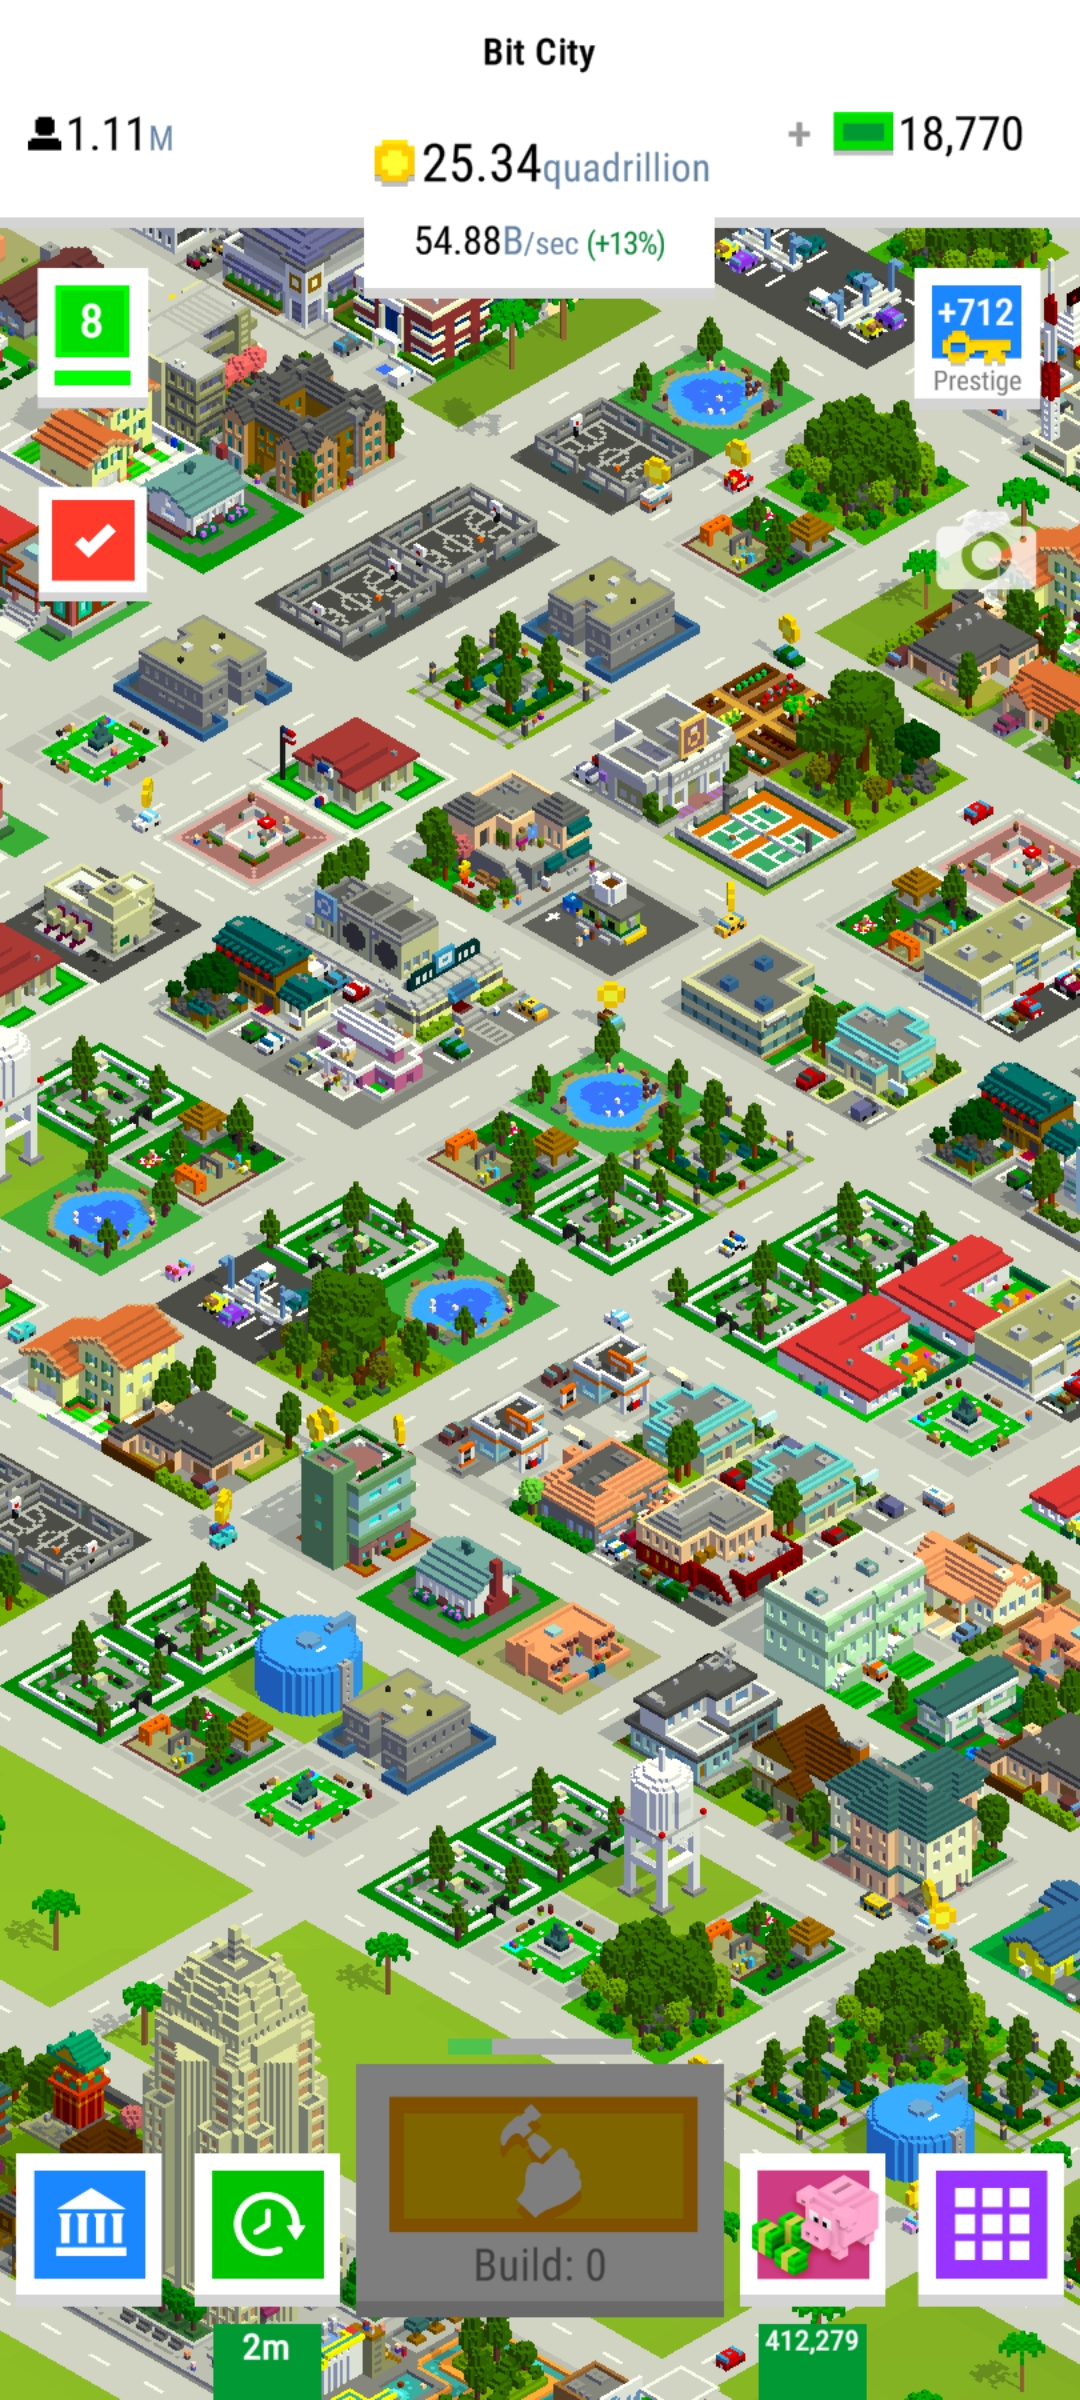 Bit City
1.11M
25.34quadrillion
+ 18,770
54.88B/sec (+13%)
8
+712
Prestige
Build: 0
2m
412,279